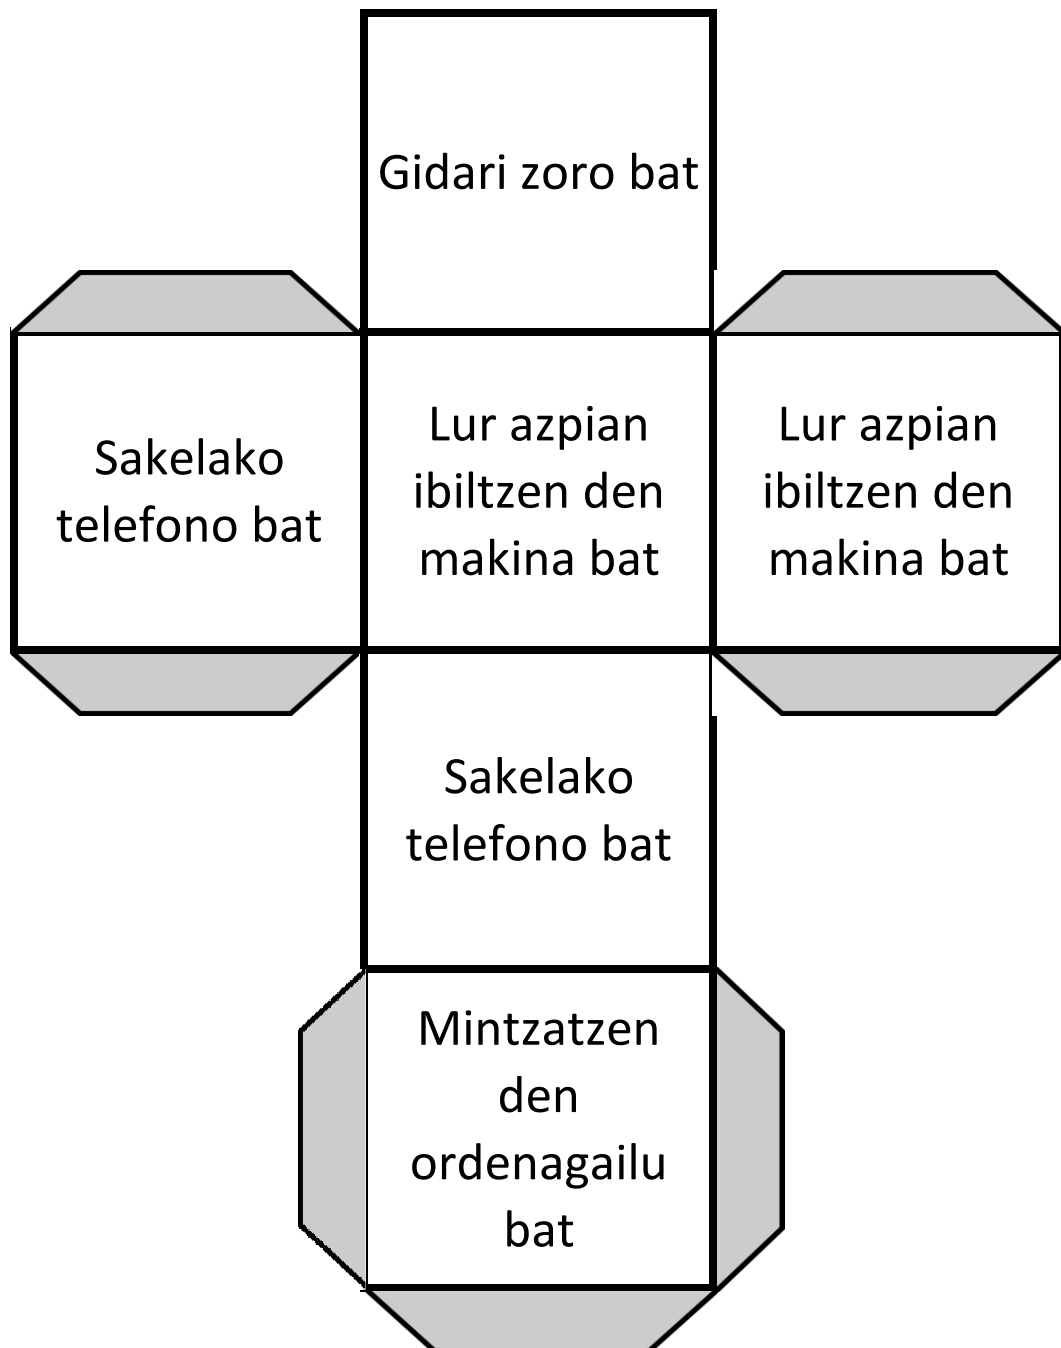 Gidari zoro bat
Sakelako
telefono bat
Lur azpian
ibiltzen den
makina bat
Lur azpian
ibiltzen den
makina bat
Sakelako
telefono bat
Mintzatzen
den
ordenagailu
bat